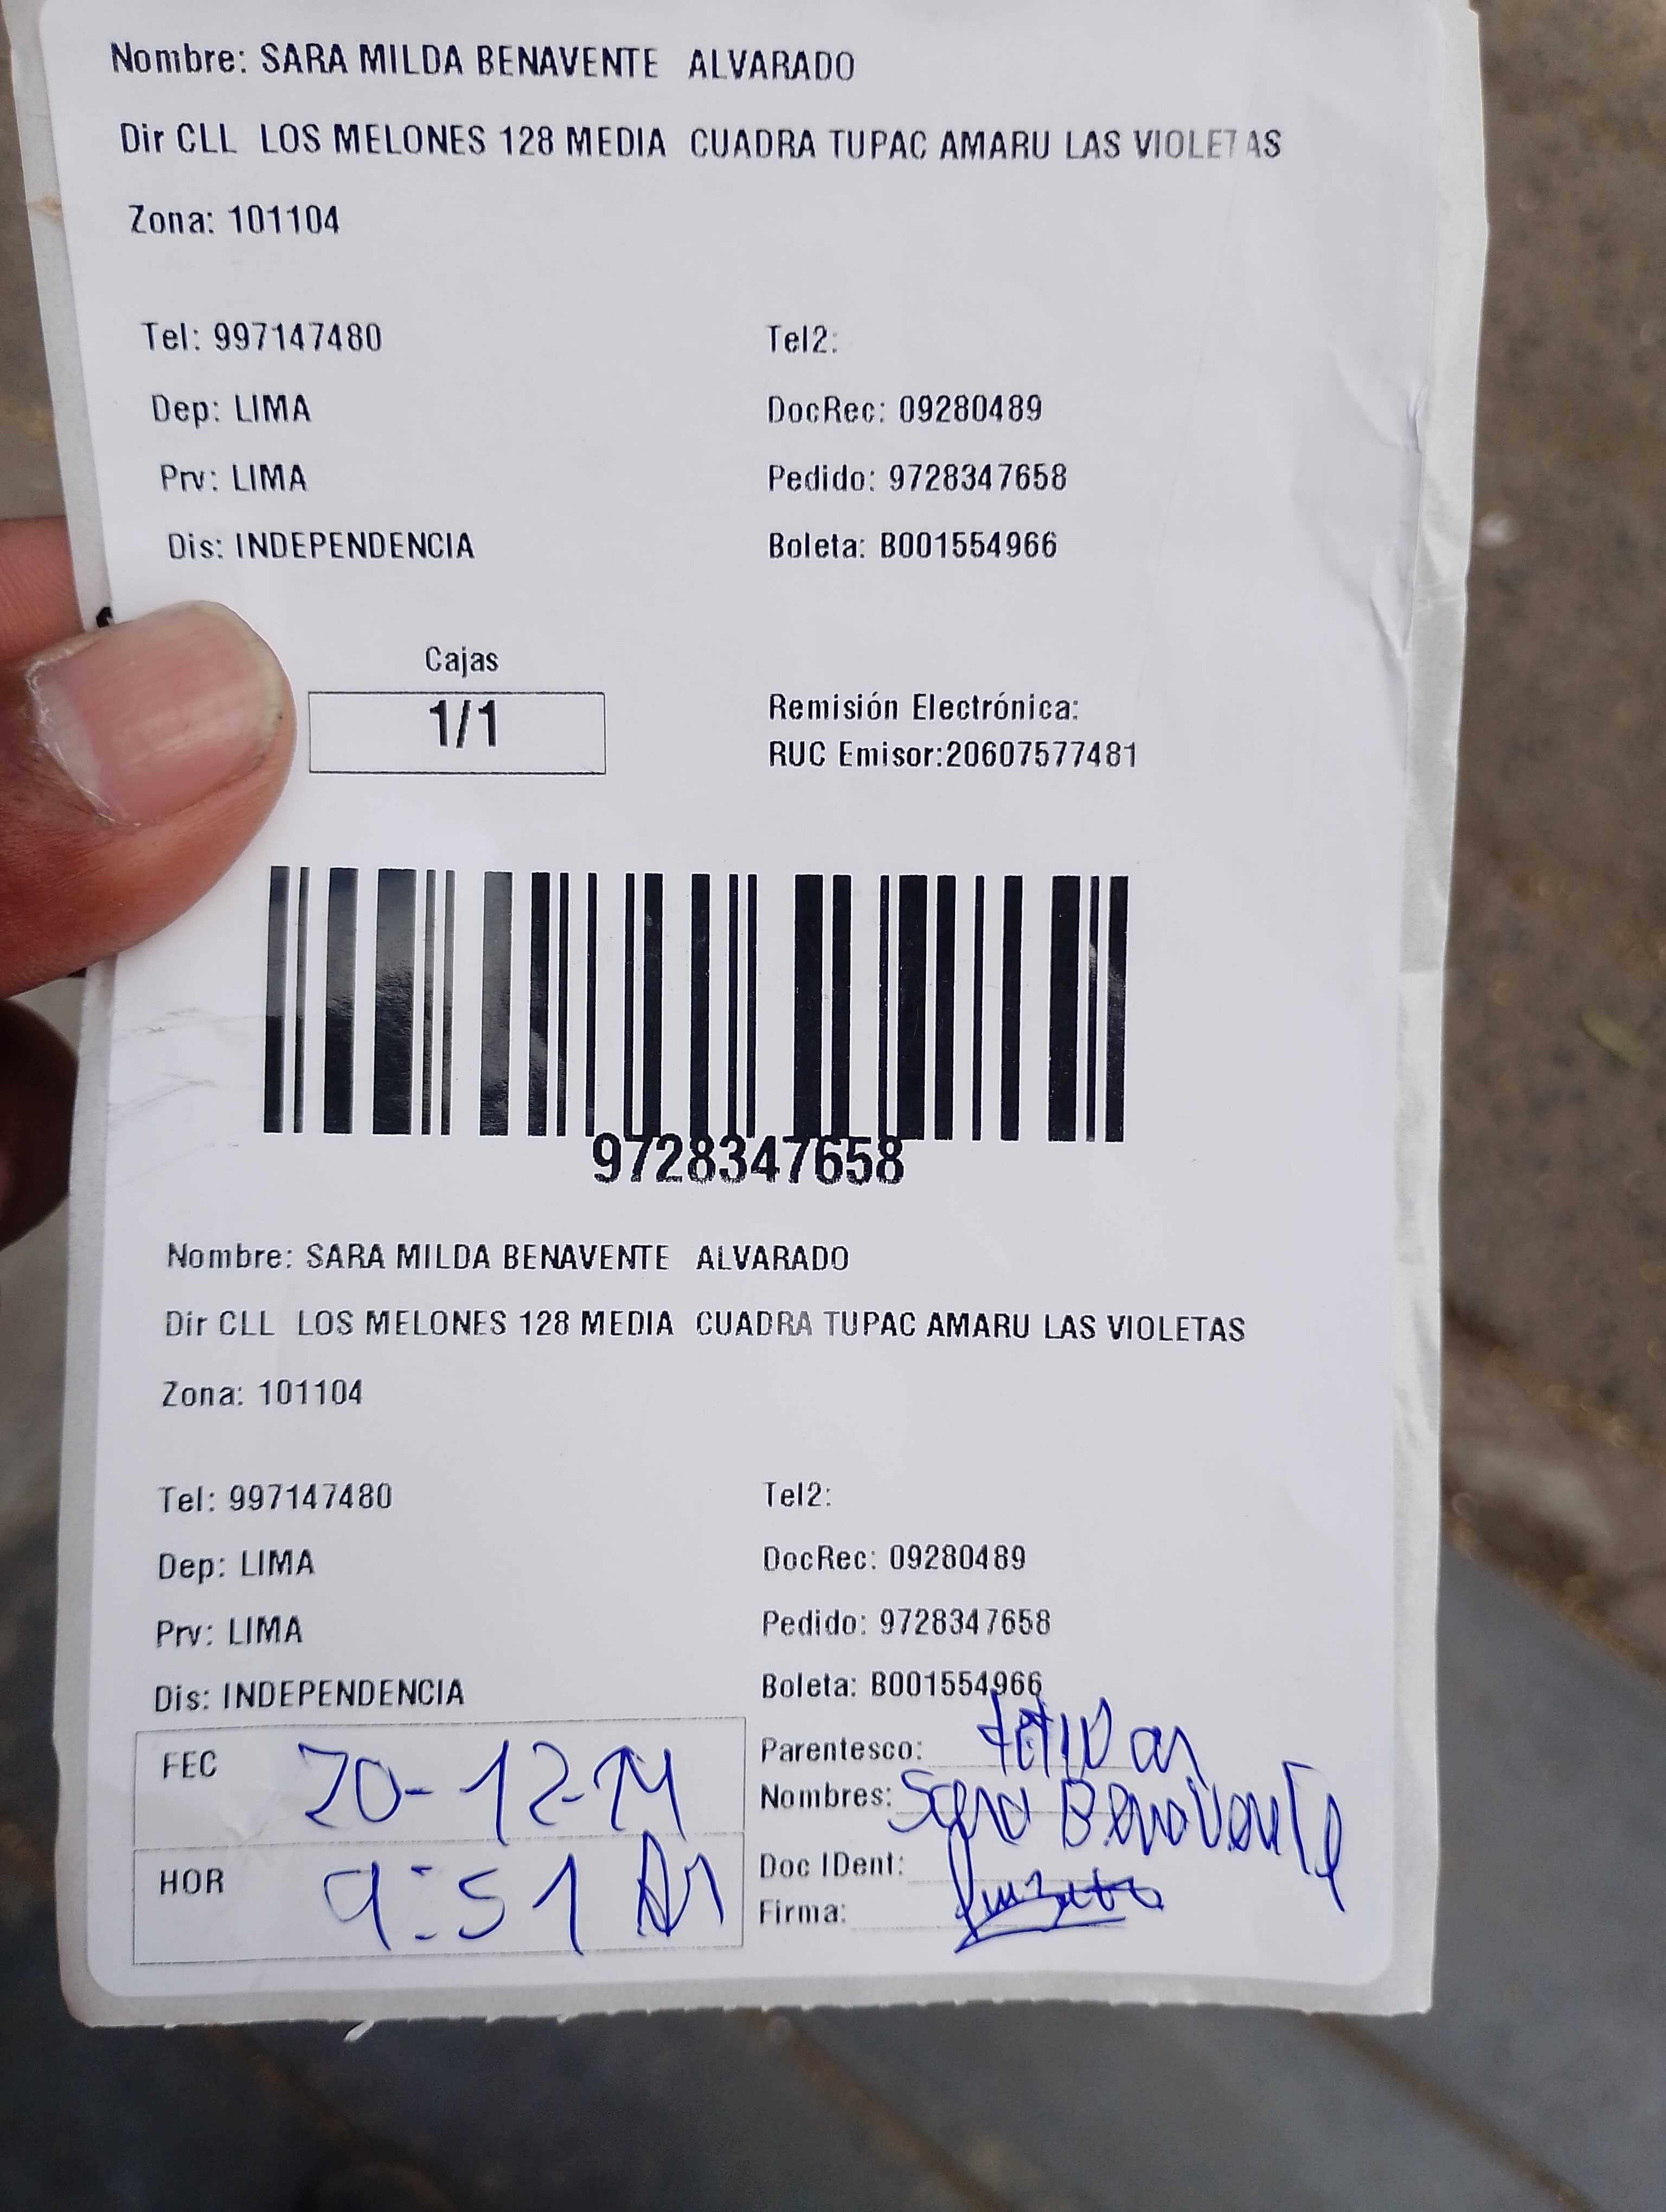 Nombre: SARA MILDA BENAVENTE ALVARADO
Dir CLL LOS MELONES 128 MEDIA CUADRA TUPAC AMARU LAS VIOLETAS
Zona: 101104
Tel: 997147480 Tel2:
Dep: LIMA DocRec: 09280489
Prv: LIMA Pedido: 9728347658
Dis: INDEPENDENCIA Boleta: B001554966
Cajas
1/1
Remisión Electrónica:
RUC Emisor:20607577481
9728347658
Nombre: SARA MILDA BENAVENTE ALVARADO
Dir CLL LOS MELONES 128 MEDIA CUADRA TUPAC AMARU LAS VIOLETAS
Zona: 101104
Tel: 997147480 Tel2:
Dep: LIMA DocRec: 09280489
Prv: LIMA Pedido: 9728347658
Dis: INDEPENDENCIA Boleta: B001554966
FEC 20-12-24
HOR 9:51
Parentesco: titular
Nombres: Sara Benavente
Doc IDent:
Firma: